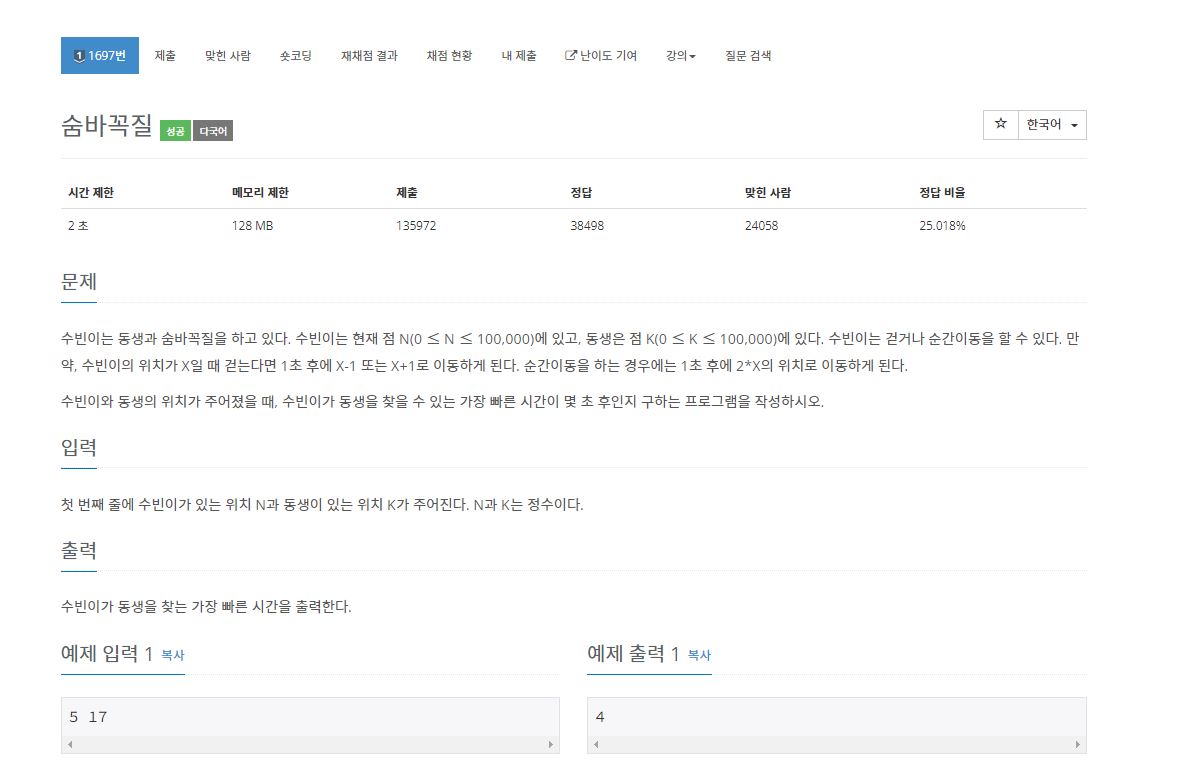 1 1697번 제출 맞힌 사람 숏코딩 재채점 결과 채점 현황 내 제출 난이도 기여 강의 질문 검색
숨바꼭질 성공 다국어 한국어
시간 제한 메모리 제한 제출 정답 맞힌 사람 정답 비율
2 초 128 MB 135972 38498 24058 25.018%
문제
수빈이는 동생과 숨바꼭질을 하고 있다. 수빈이는 현재 점 N(0 ≤ N ≤ 100,000)에 있고, 동생은 점 K(0 ≤ K ≤ 100,000)에 있다. 수빈이는 걷거나 순간이동을 할 수 있다. 만
약, 수빈이의 위치가 X일 때 걷는다면 1초 후에 X-1 또는 X+1로 이동하게 된다. 순간이동을 하는 경우에는 1초 후에 2*X의 위치로 이동하게 된다.
수빈이와 동생의 위치가 주어졌을 때, 수빈이가 동생을 찾을 수 있는 가장 빠른 시간이 몇 초 후인지 구하는 프로그램을 작성하시오.
입력
첫 번째 줄에 수빈이가 있는 위치 N과 동생이 있는 위치 K가 주어진다. N과 K는 정수이다.
출력
수빈이가 동생을 찾는 가장 빠른 시간을 출력한다.
예제 입력 1 복사 예제 출력 1 복사
5 17 4